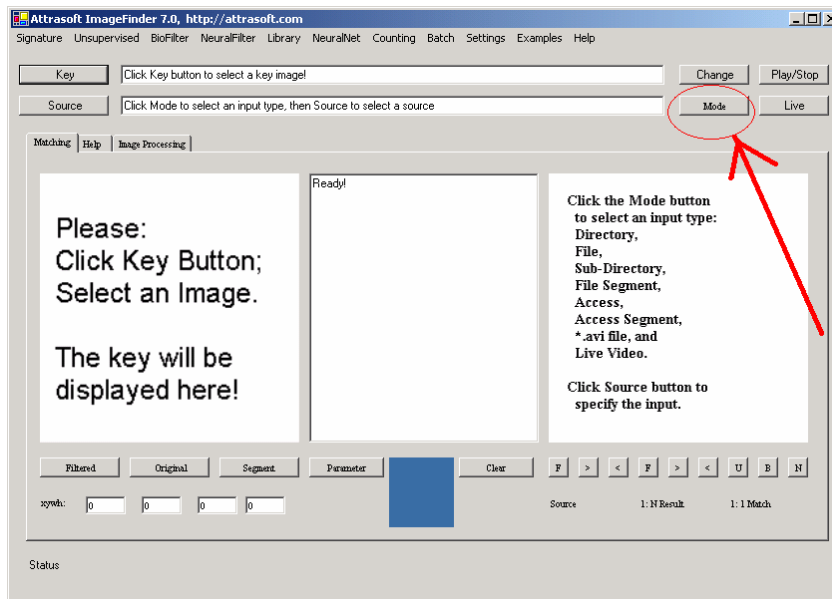 Attrasoft ImageFinder 7.0, http://attrasoft.com
Signature Unsupervised BioFilter NeuralFilter Library NeuralNet Counting Batch Settings Examples Help
Key Click Key button to select a key image! Change Play/Stop
Source Click Mode to select an input type, then Source to select a source Mode Live
Matching Help Image Processing
Please:
Click Key Button;
Select an Image.
The key will be
displayed here!
Ready!
Click the Mode button
to select an input type:
Directory,
File,
Sub-Directory,
File Segment,
Access,
Access Segment,
*.avi file, and
Live Video.
Click Source button to
specify the input.
Filtered Original Segment Parameter Clear F > < F > < U B N
xywh: 0 0 0 0 Source 1: N Result 1: 1 Match
Status